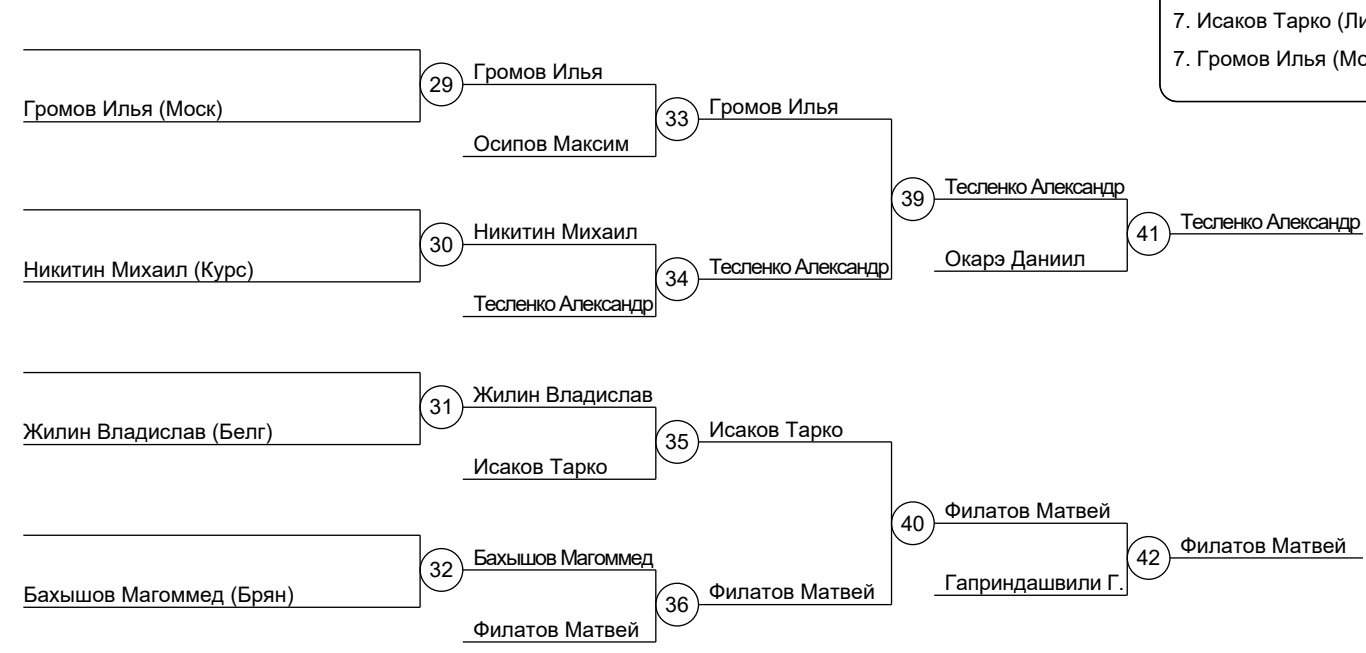 7. Исаков Тарко
7. Громов Илья
29
Громов Илья
Громов Илья (Моск)
33
Громов Илья
Осипов Максим
39
Тесленко Александр
30
Никитин Михаил
Никитин Михаил (Курс)
34
Тесленко Александр
Тесленко Александр
41
Тесленко Александр
Окарэ Даниил
31
Жилин Владислав
Жилин Владислав (Белг)
35
Исаков Тарко
Исаков Тарко
40
Филатов Матвей
32
Бахышов Магоммед
Бахышов Магоммед (Брян)
36
Филатов Матвей
Филатов Матвей
42
Филатов Матвей
Гаприндашвили Г.